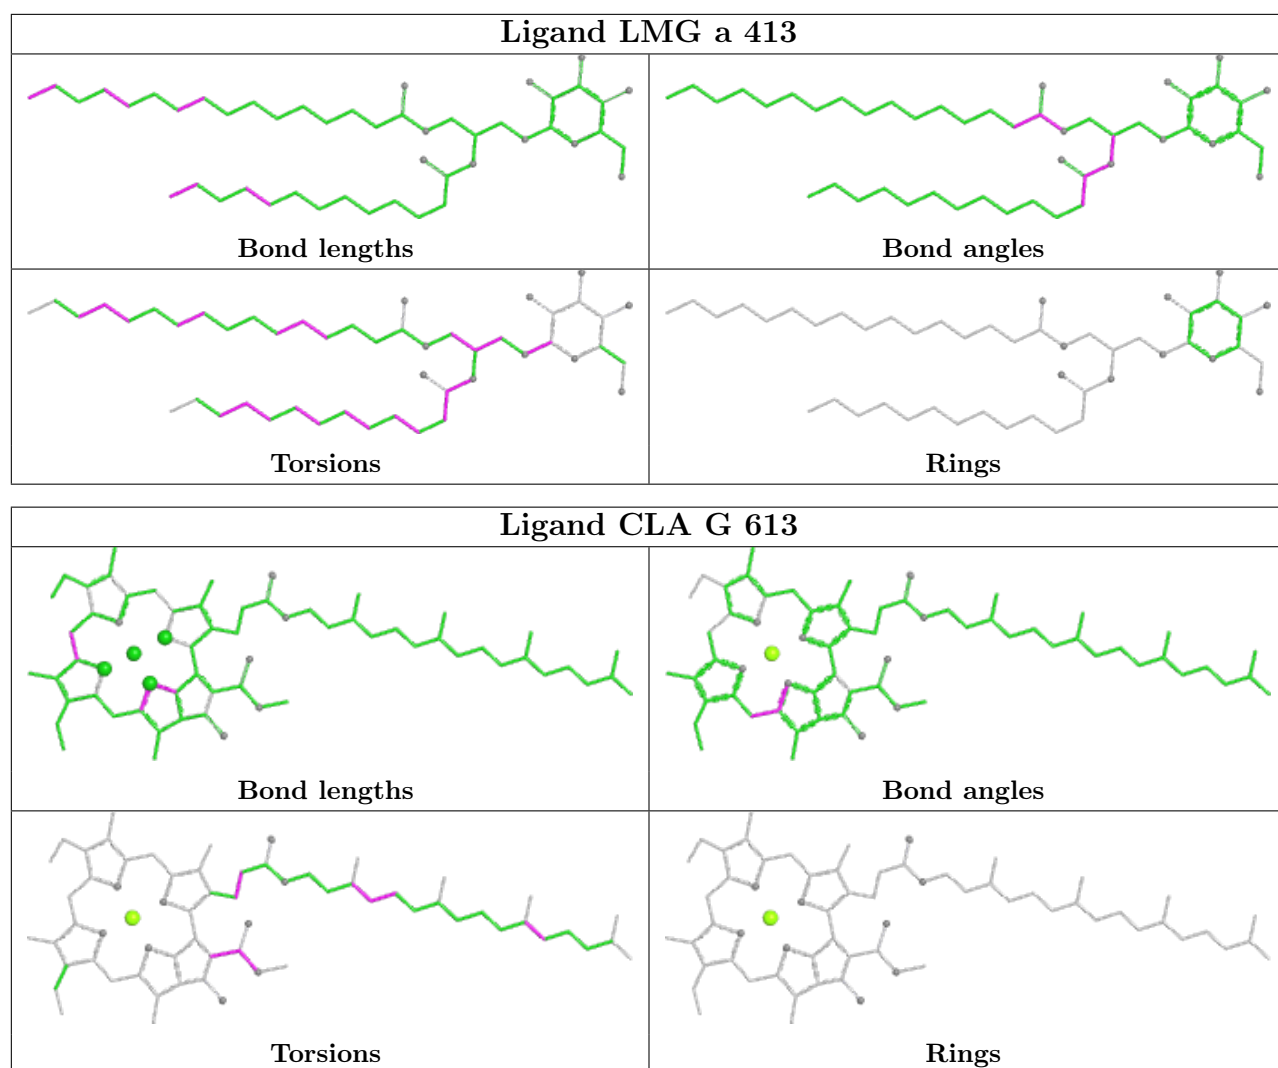 Ligand LMG a 413
Bond lengths
Bond angles
Torsions
Rings
Ligand CLA G 613
Bond lengths
Bond angles
Torsions
Rings